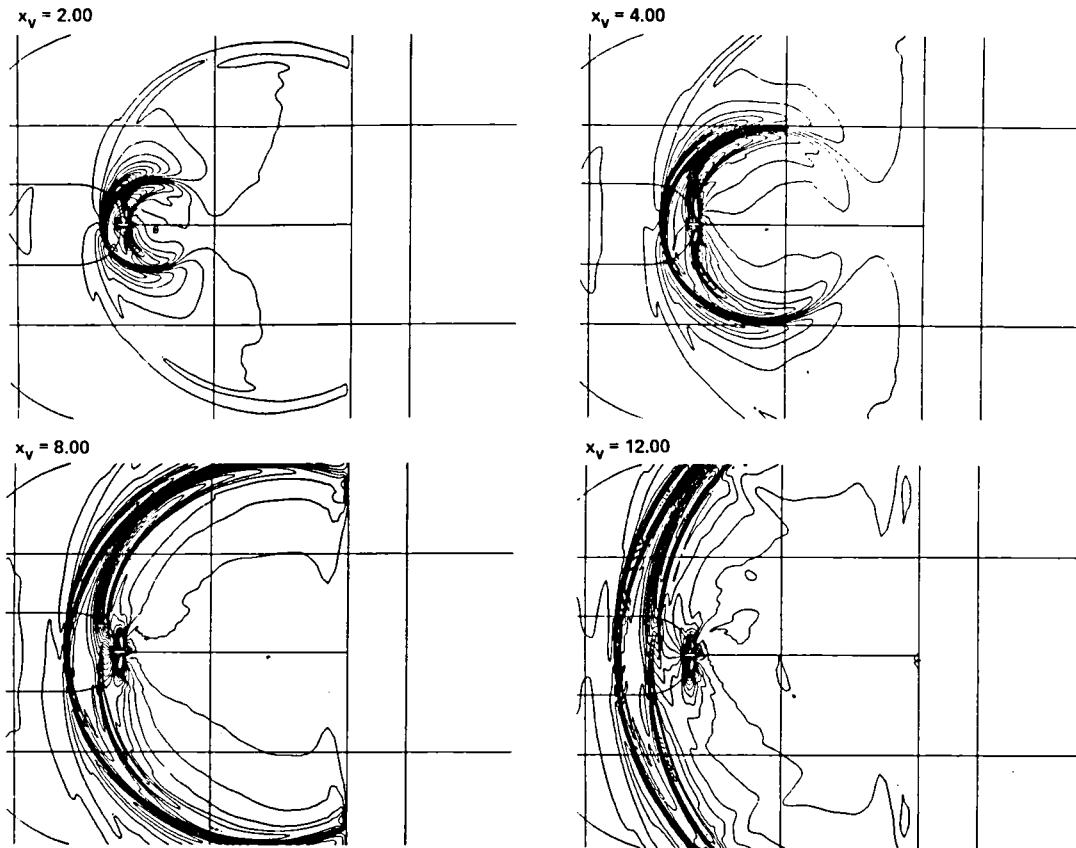 x_v = 2.00
x_v = 4.00
x_v = 8.00
x_v = 12.00